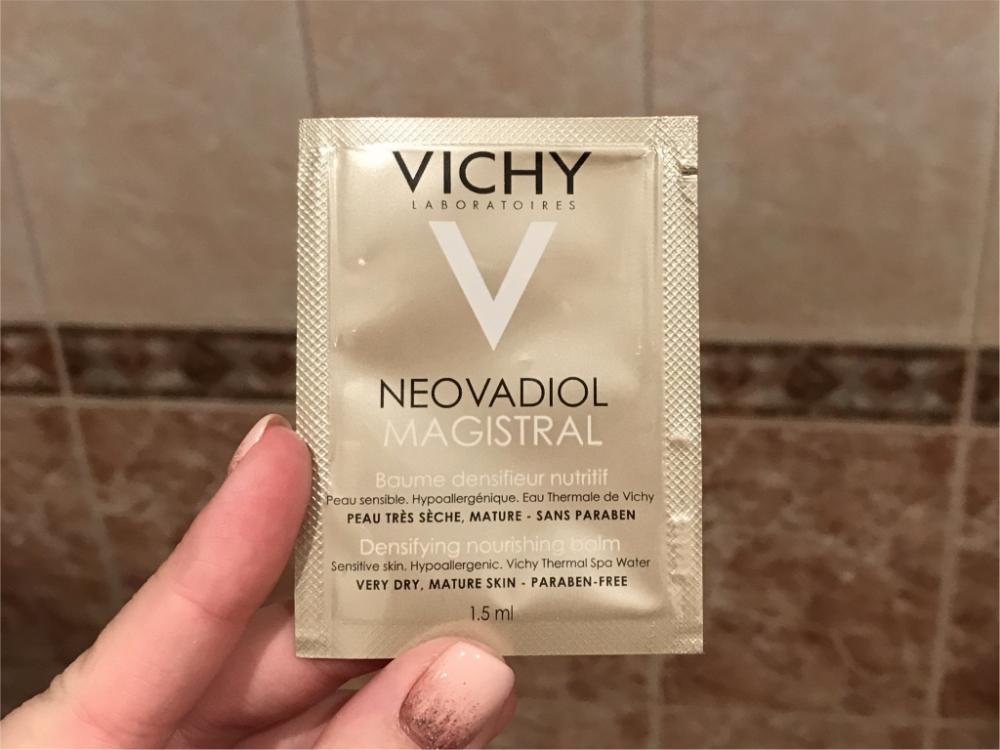 VICHY
LABORATOIRES
V
NEOVADIOL
MAGISTRAL
Baume densifieur nutritif
Peau sensible. Hypoallergénique. Eau Thermale de Vichy
PEAU TRÈS SÈCHE, MATURE - SANS PARABEN
Densifying nourishing balm
Sensitive skin. Hypoallergenic. Vichy Thermal Spa Water
VERY DRY, MATURE SKIN - PARABEN-FREE
1.5 ml